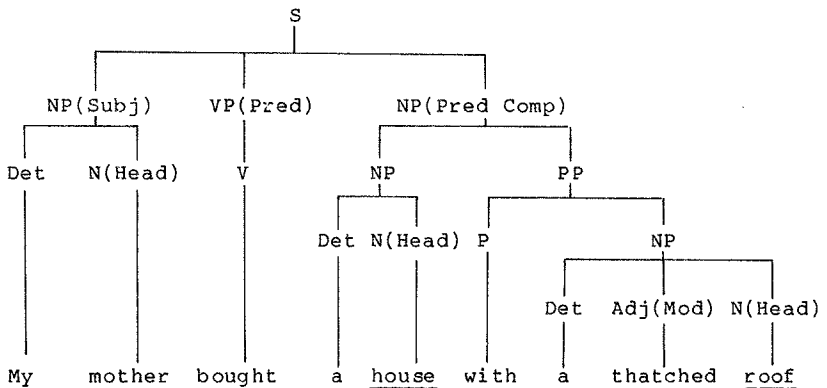 S
NP(Subj) VP(Pred) NP(Pred Comp)
Det N(Head) V NP PP
Det N(Head) P NP
Det Adj(Mod) N(Head)
My mother bought a house with a thatched roof